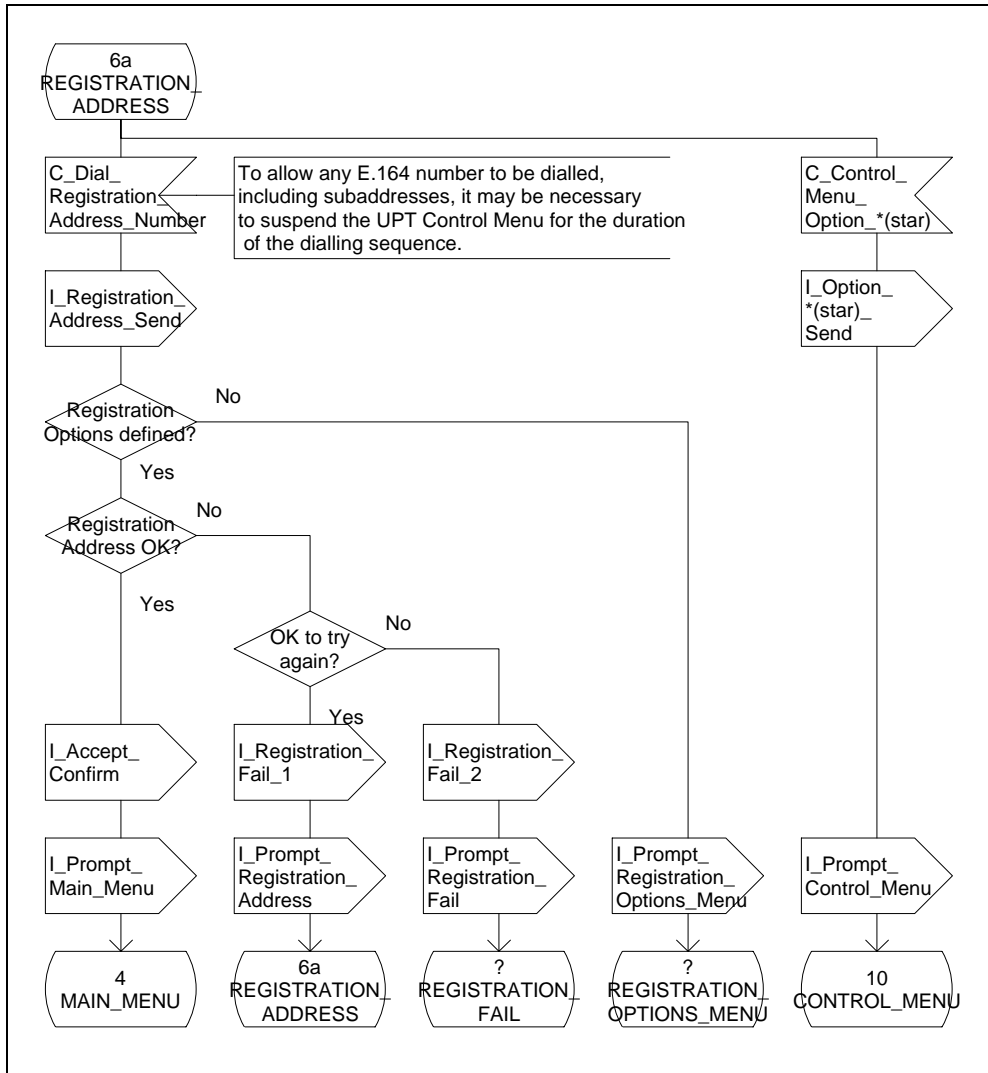 6a
REGISTRATION_
ADDRESS
C_Dial_
Registration_
Address_Number
To allow any E.164 number to be dialled,
including subaddresses, it may be necessary
to suspend the UPT Control Menu for the duration
of the dialling sequence.
C_Control_
Menu_
Option_*(star)
I_Registration_
Address_Send
I_Option_
*(star)_
Send
Registration
Options defined?
No
Yes
Registration
Address OK?
No
Yes
OK to try
again?
No
Yes
I_Accept_
Confirm
I_Registration_
Fail_1
I_Registration_
Fail_2
I_Prompt_
Main_Menu
I_Prompt_
Registration_
Address
I_Prompt_
Registration_
Fail
I_Prompt_
Registration_
Options_Menu
I_Prompt_
Control_Menu
4
MAIN_MENU
6a
REGISTRATION_
ADDRESS
?
REGISTRATION_
FAIL
?
REGISTRATION_
OPTIONS_MENU
10
CONTROL_MENU